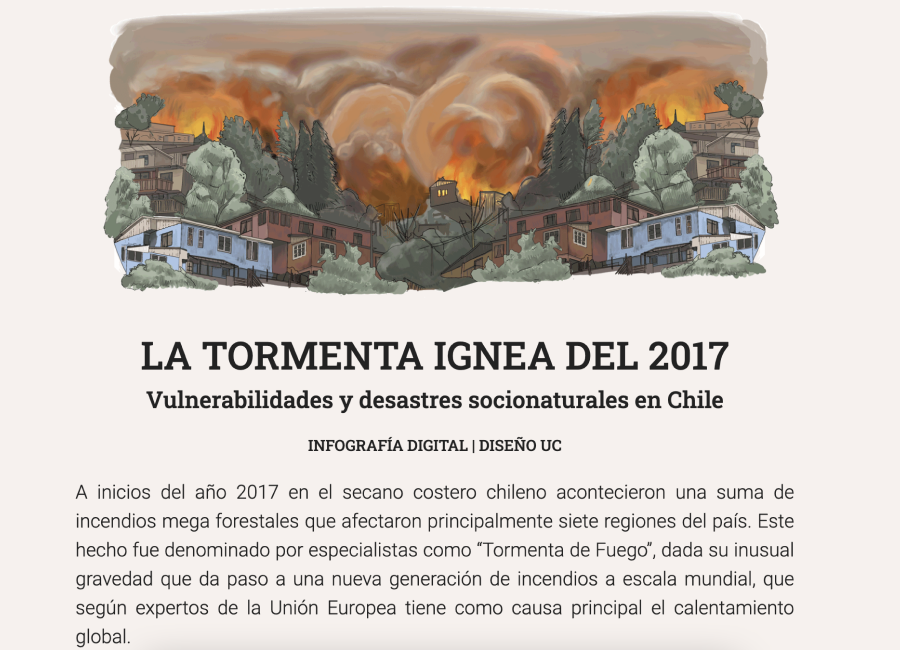 LA TORMENTA IGNEA DEL 2017
Vulnerabilidades y desastres socionaturales en Chile
INFOGRAFÍA DIGITAL | DISEÑO UC
A inicios del año 2017 en el secano costero chileno acontecieron una suma de
incendios mega forestales que afectaron principalmente siete regiones del país. Este
hecho fue denominado por especialistas como “Tormenta de Fuego”, dada su inusual
gravedad que da paso a una nueva generación de incendios a escala mundial, que
según expertos de la Unión Europea tiene como causa principal el calentamiento
global.